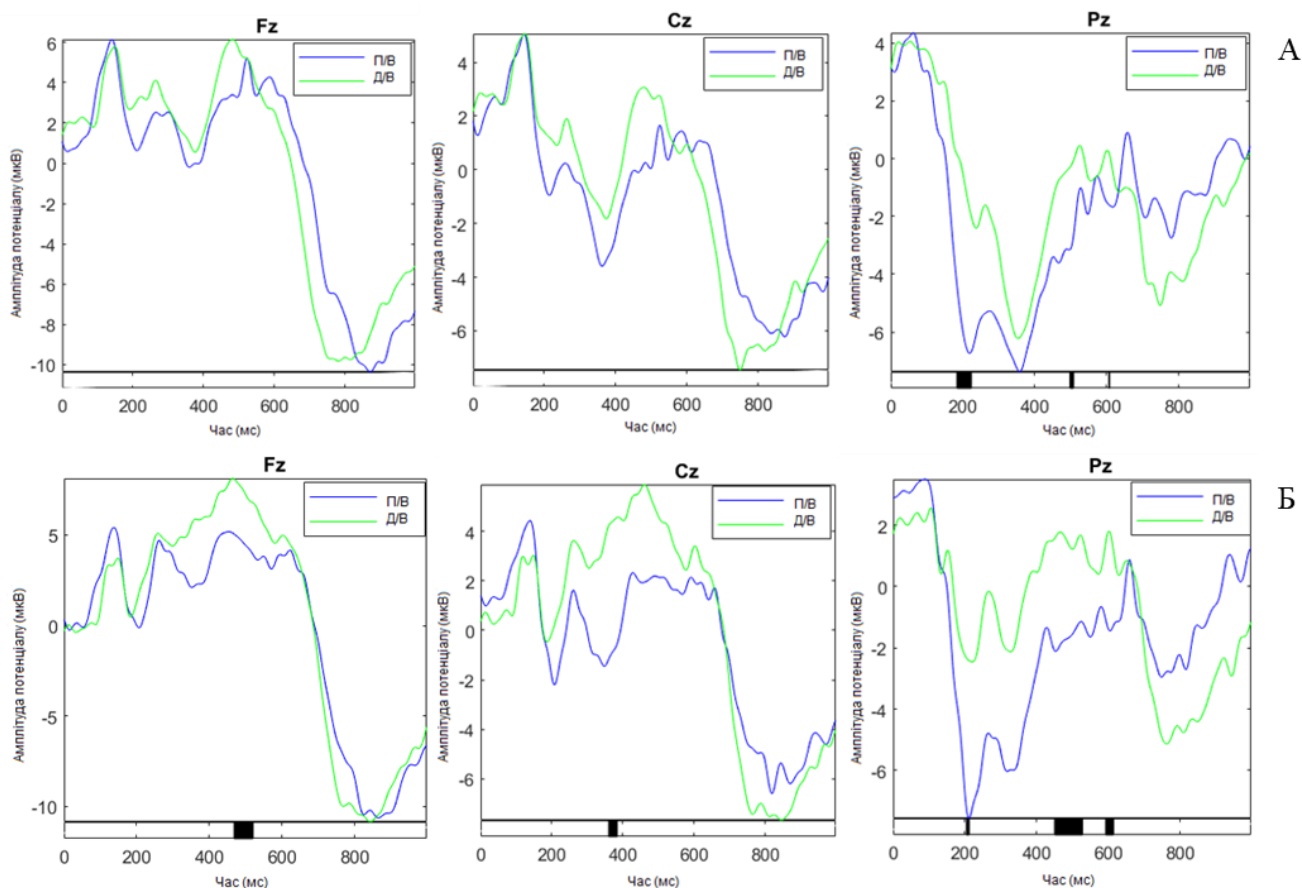 Fz
Cz
Pz
А
П/В
Д/В
П/В
Д/В
П/В
Д/В
Амплітуда потенціалу (мкВ)
6
4
2
0
-2
-4
-6
-8
-10
0
200
400
600
800
Час (мс)
Амплітуда потенціалу (мкВ)
4
2
0
-2
-4
-6
0
200
400
600
800
Час (мс)
Амплітуда потенціалу (мкВ)
4
2
0
-2
-4
-6
0
200
400
600
800
Час (мс)
Fz
Cz
Pz
Б
П/В
Д/В
П/В
Д/В
П/В
Д/В
Амплітуда потенціалу (мкВ)
5
0
-5
-10
0
200
400
600
800
Час (мс)
Амплітуда потенціалу (мкВ)
4
2
0
-2
-4
-6
0
200
400
600
800
Час (мс)
Амплітуда потенціалу (мкВ)
2
0
-2
-4
-6
0
200
400
600
800
Час (мс)